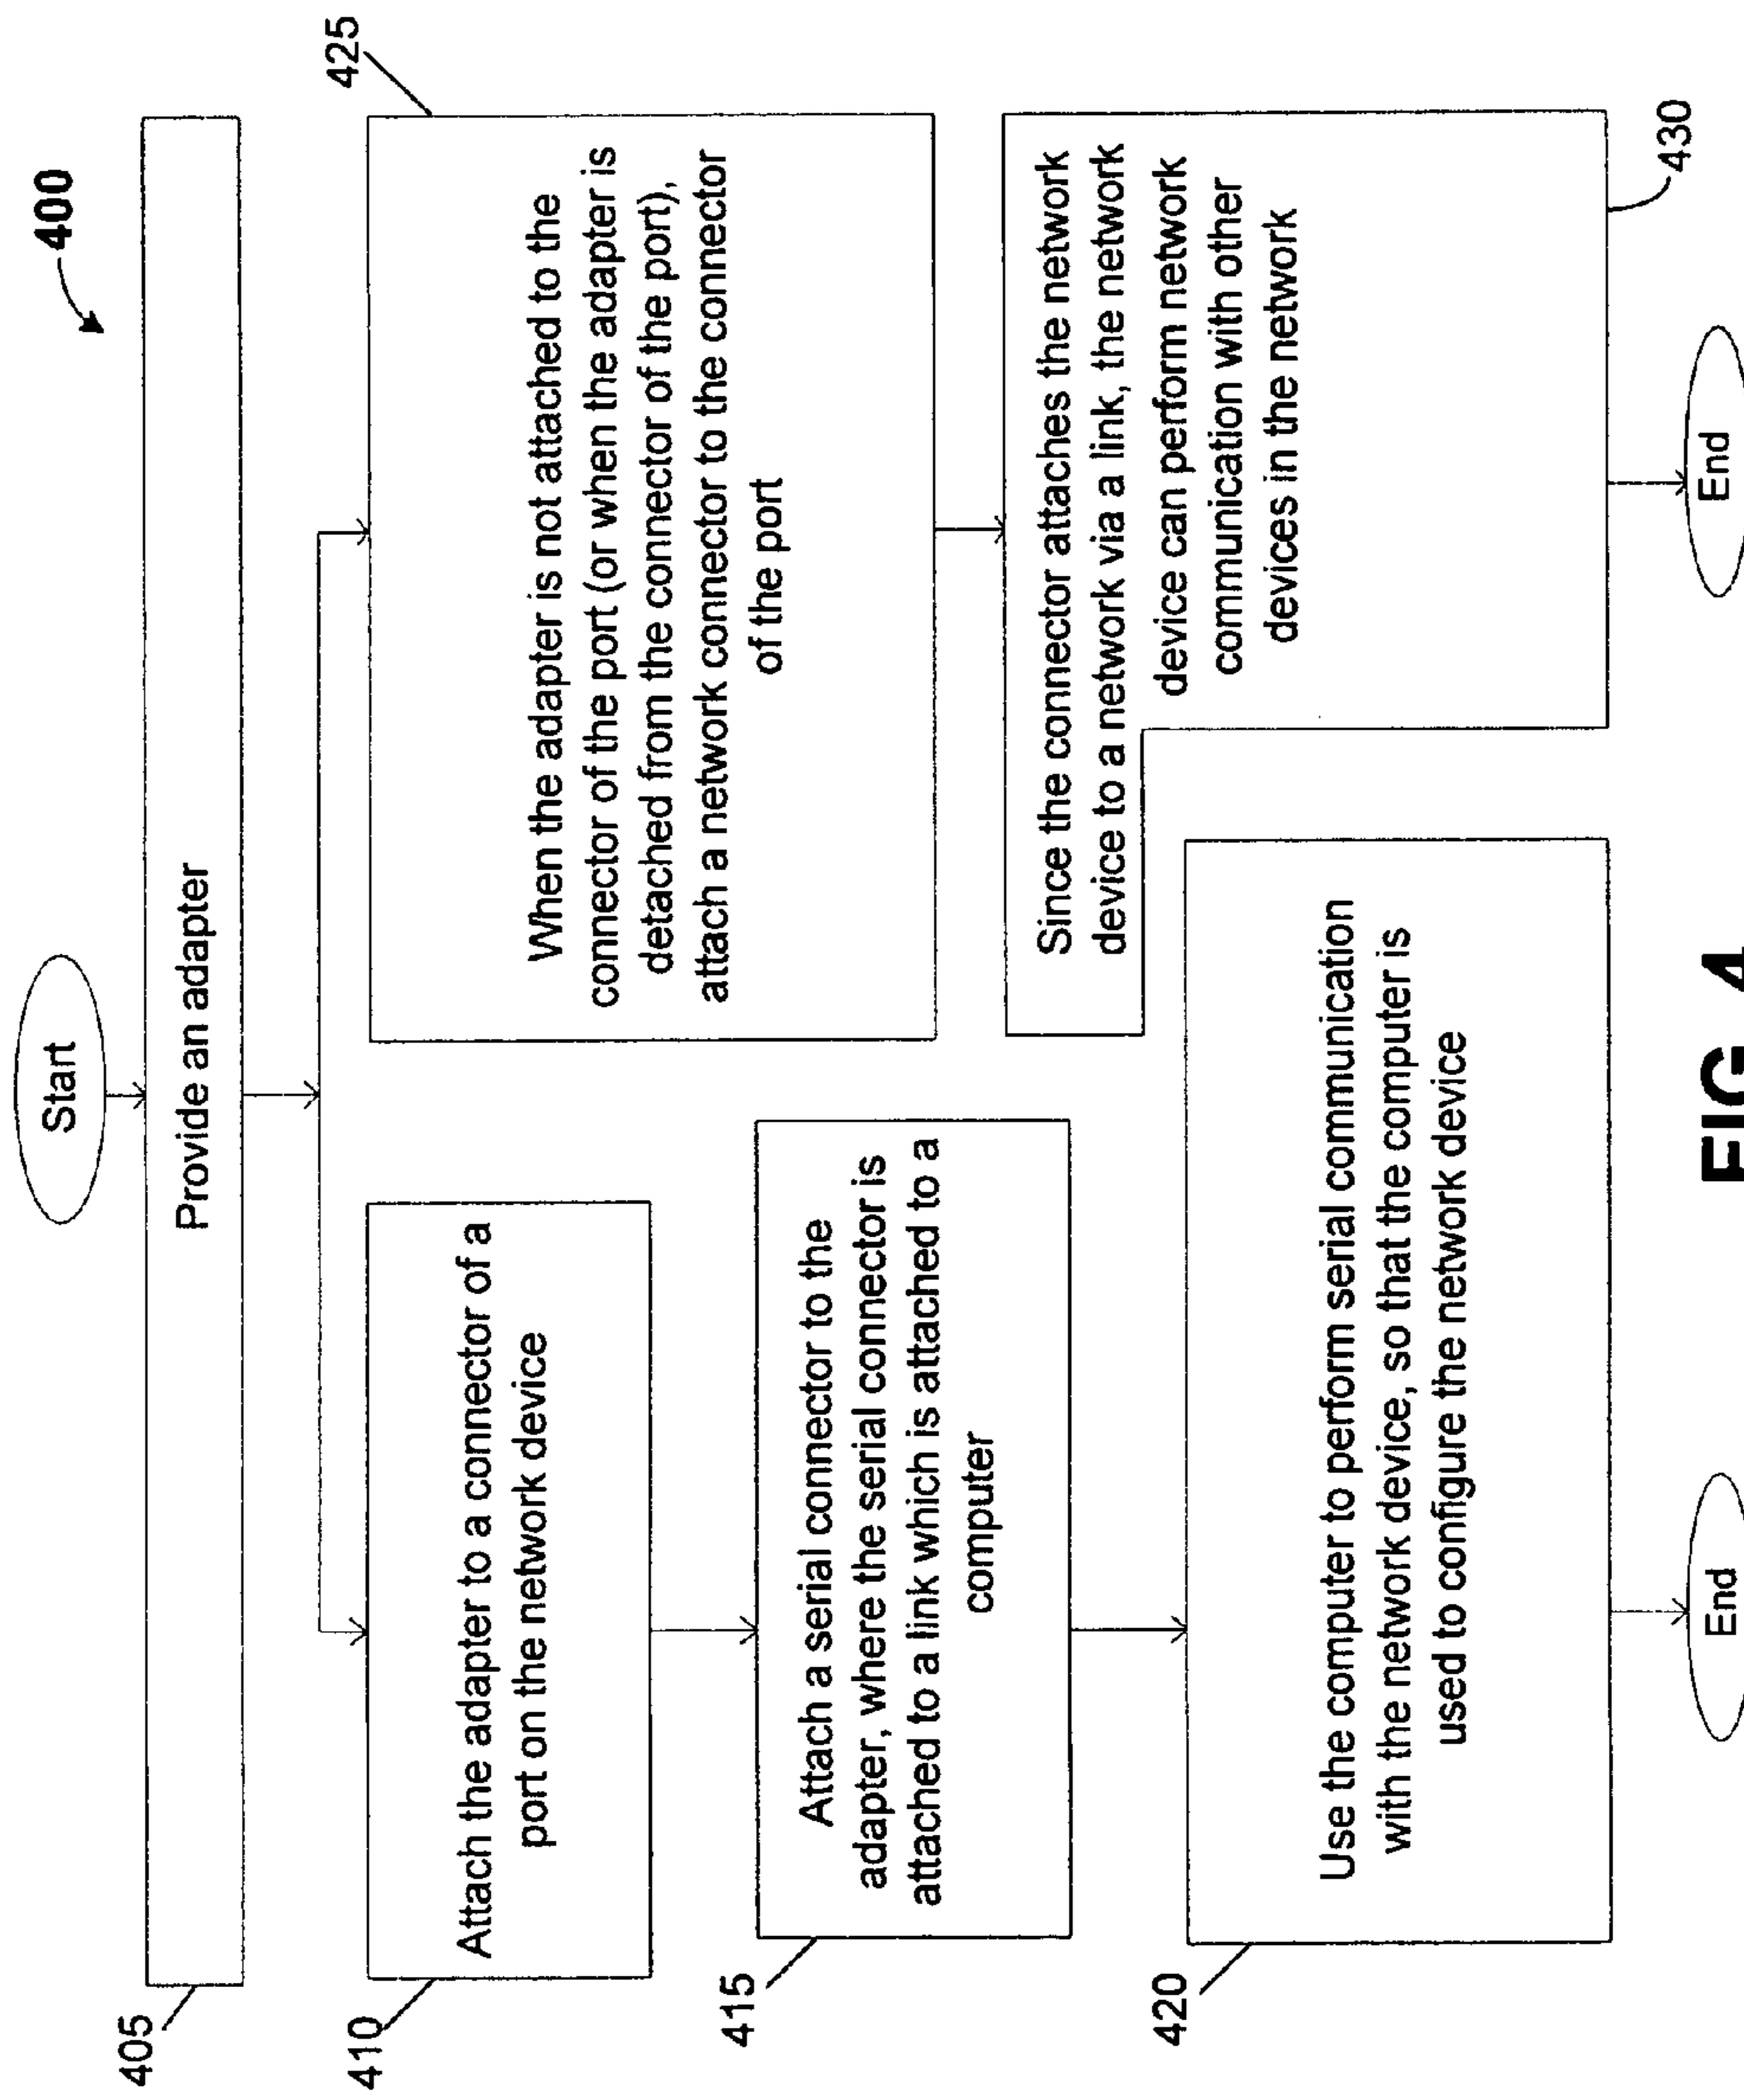 400
Start
405
Provide an adapter
410
Attach the adapter to a connector of a
port on the network device
415
Attach a serial connector to the
adapter, where the serial connector is
attached to a link which is attached to a
computer
420
Use the computer to perform serial communication
with the network device, so that the computer is
used to configure the network device
End
425
When the adapter is not attached to the
connector of the port (or when the adapter is
detached from the connector of the port),
attach a network connector to the connector
of the port
Since the connector attaches the network
device to a network via a link, the network
device can perform network
communication with other
devices in the network
430
End
FIG. 4